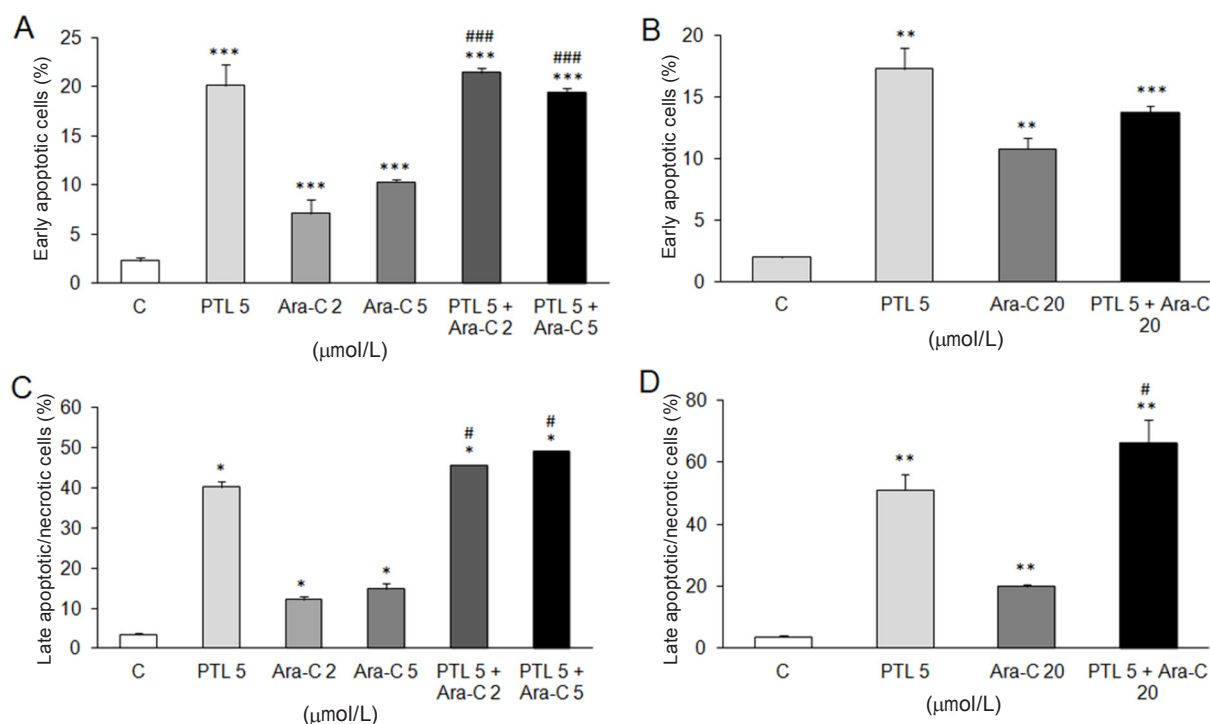 A
Early apoptotic cells (%)
25
20
15
10
5
0
***
***
***
###
***
###
***
C
PTL 5
Ara-C 2
Ara-C 5
PTL 5 +
Ara-C 2
PTL 5 +
Ara-C 5
(μmol/L)
B
Early apoptotic cells (%)
20
15
10
5
0
**
**
***
C
PTL 5
Ara-C 20
PTL 5 + Ara-C
20
(μmol/L)
C
Late apoptotic/necrotic cells (%)
60
50
40
30
20
10
0
*
*
*
#
*
#
*
C
PTL 5
Ara-C 2
Ara-C 5
PTL 5 +
Ara-C 2
PTL 5 +
Ara-C 5
(μmol/L)
D
Late apoptotic/necrotic cells (%)
80
60
40
20
0
**
**
#
**
C
PTL 5
Ara-C 20
PTL 5 + Ara-C
20
(μmol/L)